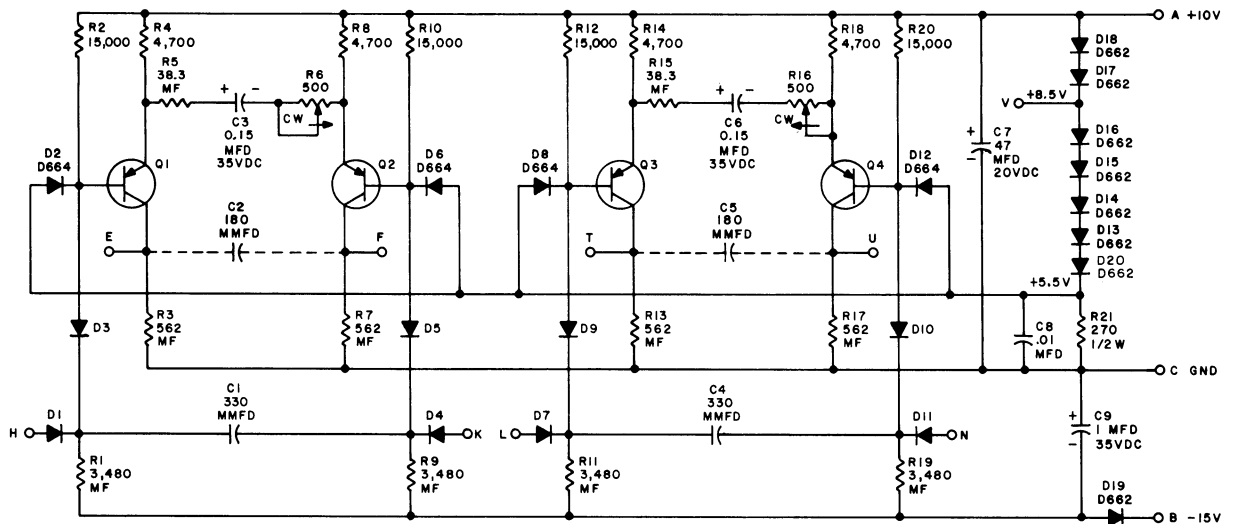 R2
15,000
R4
4,700
R8
4,700
R10
15,000
R12
15,000
R14
4,700
R18
4,700
R20
15,000
A +10V
D18
D662
D17
D662
R5
38.3
MF
R6
500
R15
38.3
MF
R16
500
V
+8.5V
+ -
C3
0.15
MFD
35VDC
CW
+ -
C6
0.15
MFD
35VDC
CW
+
-
C7
47
MFD
20VDC
D16
D662
D15
D662
D14
D662
D13
D662
D20
D662
D2
D664
Q1
Q2
D6
D664
D8
D664
Q3
Q4
D12
D664
C2
180
MMFD
C5
180
MMFD
E
F
T
U
+5.5V
R3
562
MF
D3
R7
562
MF
D5
D9
R13
562
MF
R17
562
MF
D10
C8
.01
MFD
R21
270
1/2W
C GND
C1
330
MMFD
C4
330
MMFD
H
D1
D4
K
L
D7
D11
N
+
-
C9
1 MFD
35VDC
R1
3,480
MF
R9
3,480
MF
R11
3,480
MF
R19
3,480
MF
D19
D662
B -15V